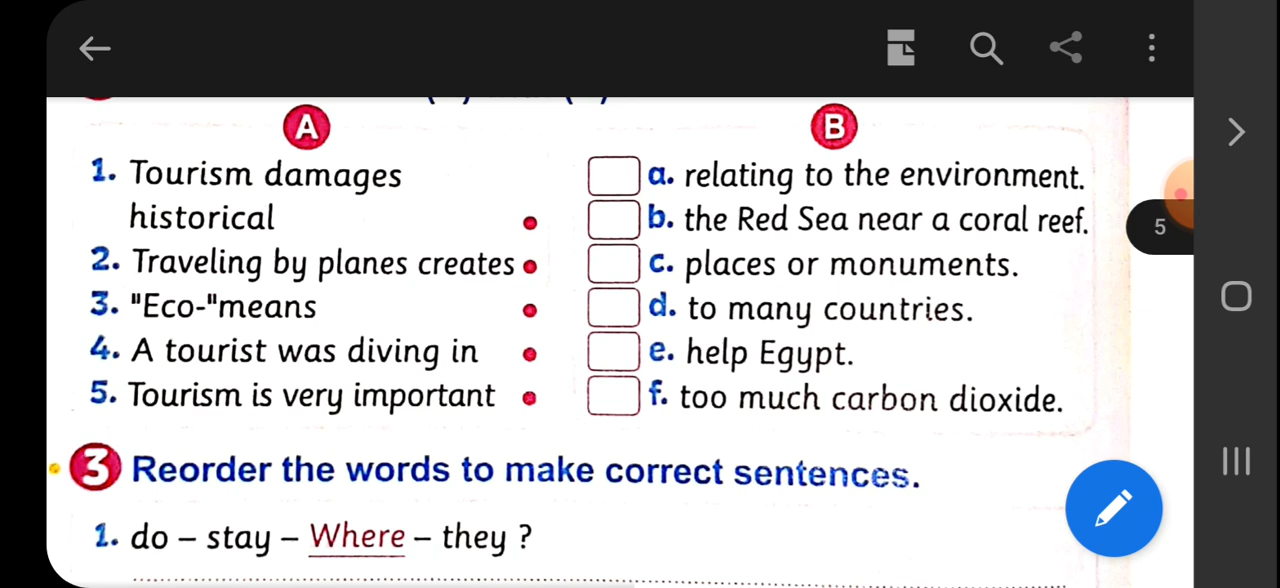 5
A
B
1. Tourism damages
historical
2. Traveling by planes creates
3. "Eco-"means
4. A tourist was diving in
5. Tourism is very important
a. relating to the environment.
b. the Red Sea near a coral reef.
c. places or monuments.
d. to many countries.
e. help Egypt.
f. too much carbon dioxide.
3 Reorder the words to make correct sentences.
1. do – stay – Where – they ?